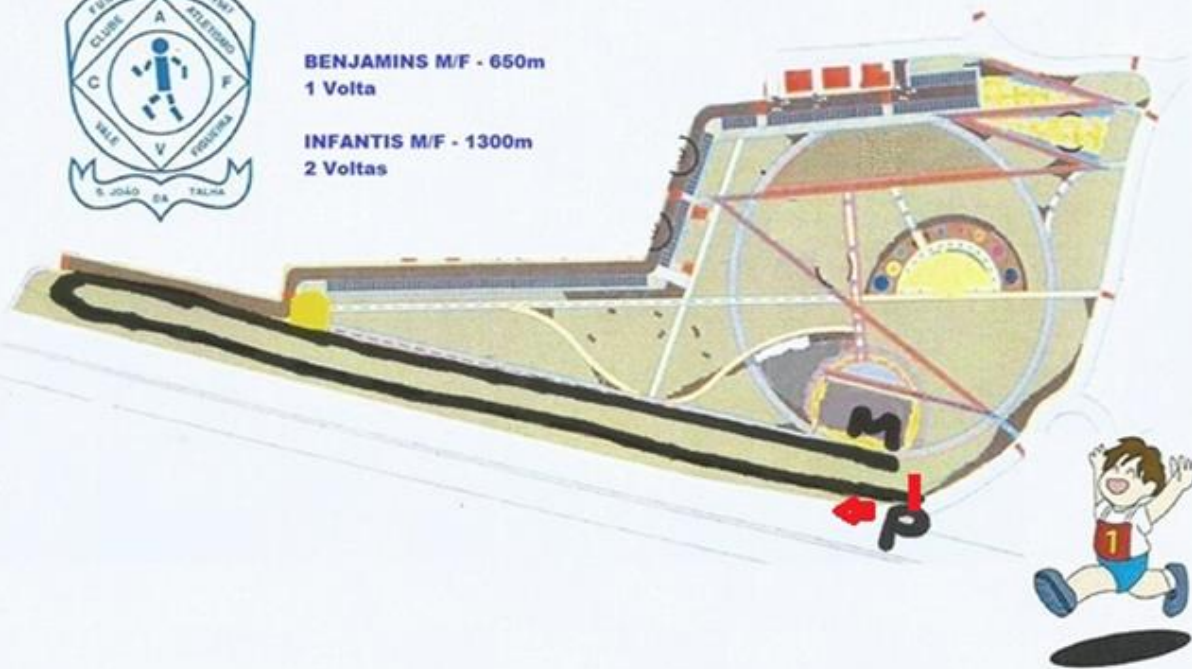 CLUBE
ATLETISMO
A
C
F
VALE
FIGUEIRA
V
S. JOÃO
DA
TALHA
BENJAMINS M/F - 650m
1 Volta
INFANTIS M/F - 1300m
2 Voltas
M
P
1